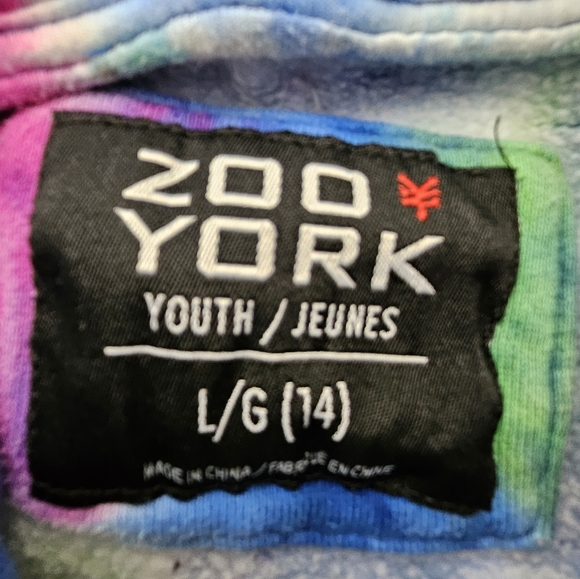 ZOO
YORK
YOUTH / JEUNES
L/G (14)
MADE IN CHINA / FABRIQUE EN CHINE